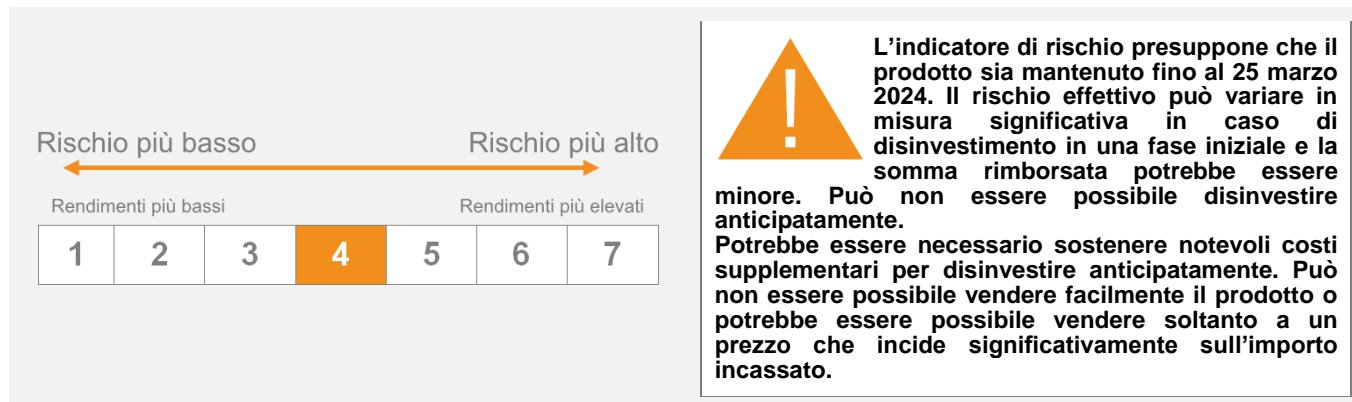 Rischio più basso Rischio più alto
Rendimenti più bassi Rendimenti più elevati
1 2 3 4 5 6 7
!
L’indicatore di rischio presuppone che il
prodotto sia mantenuto fino al 25 marzo
2024. Il rischio effettivo può variare in
misura significativa in caso di
disinvestimento in una fase iniziale e la
somma rimborsata potrebbe essere
minore. Può non essere possibile disinvestire
anticipatamente.
Potrebbe essere necessario sostenere notevoli costi
supplementari per disinvestire anticipatamente. Può
non essere possibile vendere facilmente il prodotto o
potrebbe essere possibile vendere soltanto a un
prezzo che incide significativamente sull’importo
incassato.